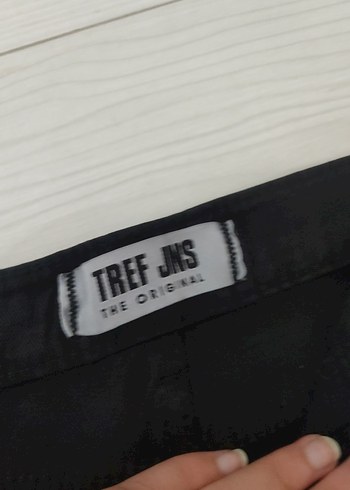 TREF JNS
THE ORIGINAL